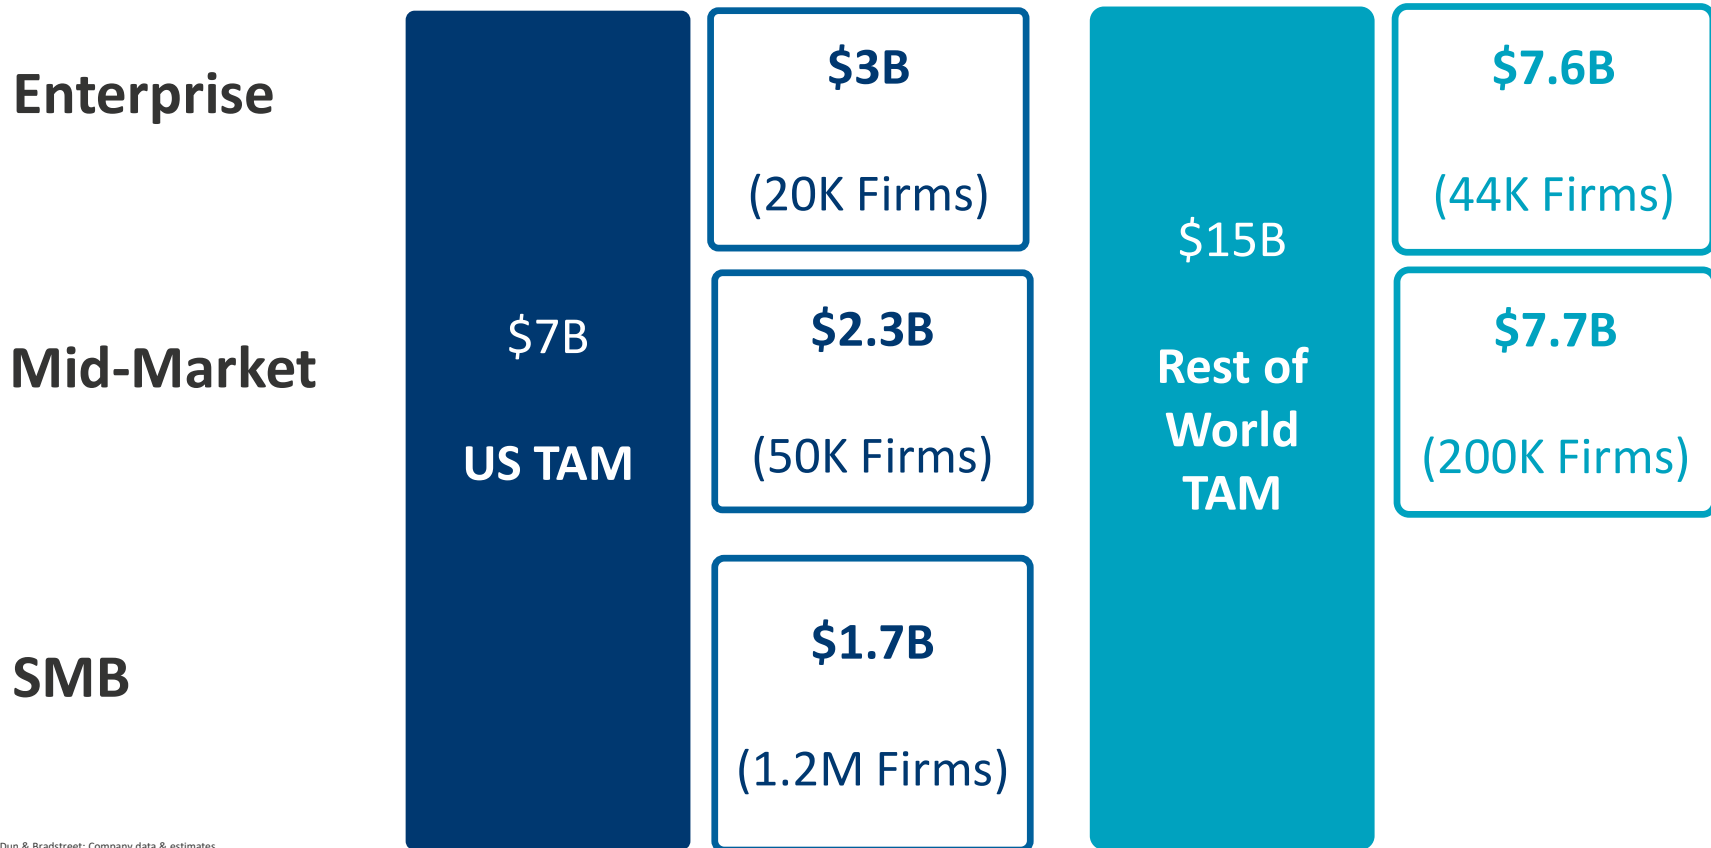 Enterprise
Mid-Market
SMB
$7B
US TAM
$3B
(20K Firms)
$2.3B
(50K Firms)
$1.7B
(1.2M Firms)
$15B
Rest of
World
TAM
$7.6B
(44K Firms)
$7.7B
(200K Firms)
Dun & Bradstreet; Company data & estimates